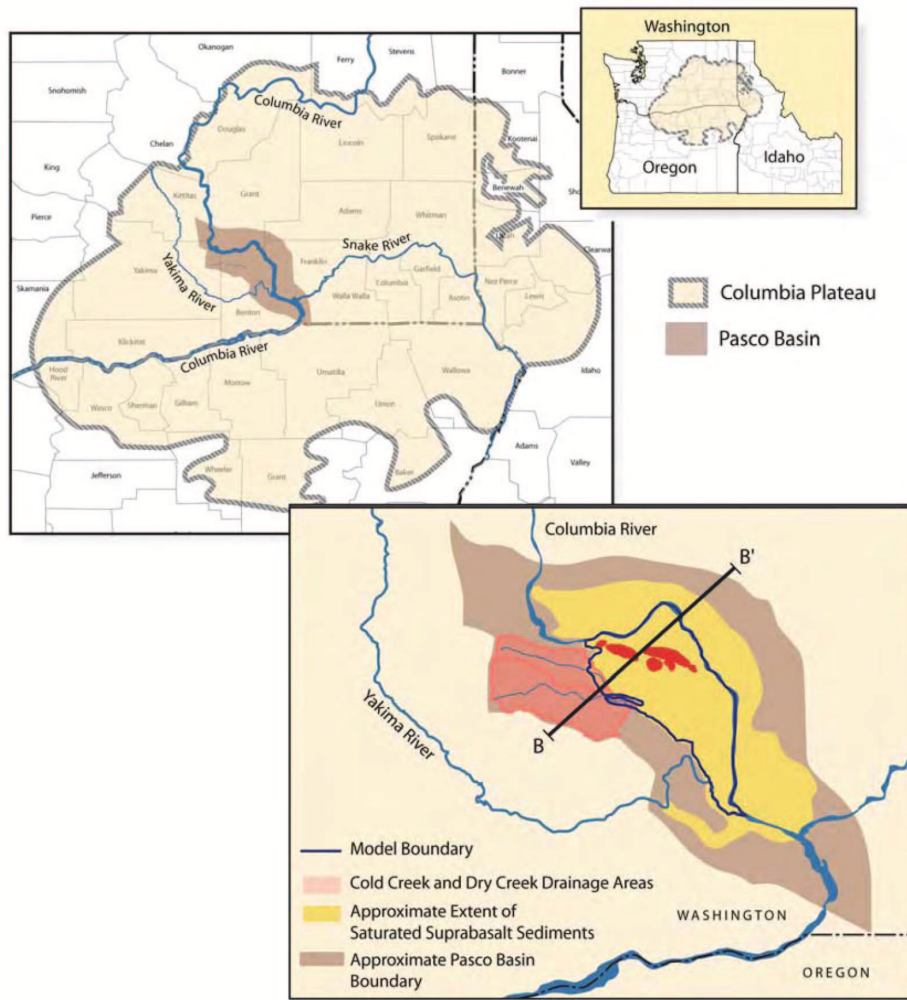 Washington
Oregon
Idaho
Okanogan
Ferry
Stevens
Bonner
Snohomish
Columbia River
Douglas
Lincoln
Spokane
Kootenai
Chelan
King
Kittitas
Grant
Benewah
Sho
Pierce
Adams
Whitman
Latah
Clearwa
Snake River
Yakima
Franklin
Garfield
Columbia
Nez Perce
Skamania
Yakima River
Walla Walla
Asotin
Lewis
Benton
Klickitat
Columbia River
Hood
River
Idaho
Wasco
Sherman
Gilliam
Morrow
Umatilla
Wallowa
Union
Adams
Valley
Jefferson
Wheeler
Grant
Baker
Columbia Plateau
Pasco Basin
Columbia River
B'
Yakima River
B
Model Boundary
Cold Creek and Dry Creek Drainage Areas
Approximate Extent of
Saturated Suprabasalt Sediments
Approximate Pasco Basin
Boundary
WASHINGTON
OREGON